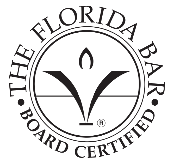 THE FLORIDA BAR
• BOARD CERTIFIED •
®